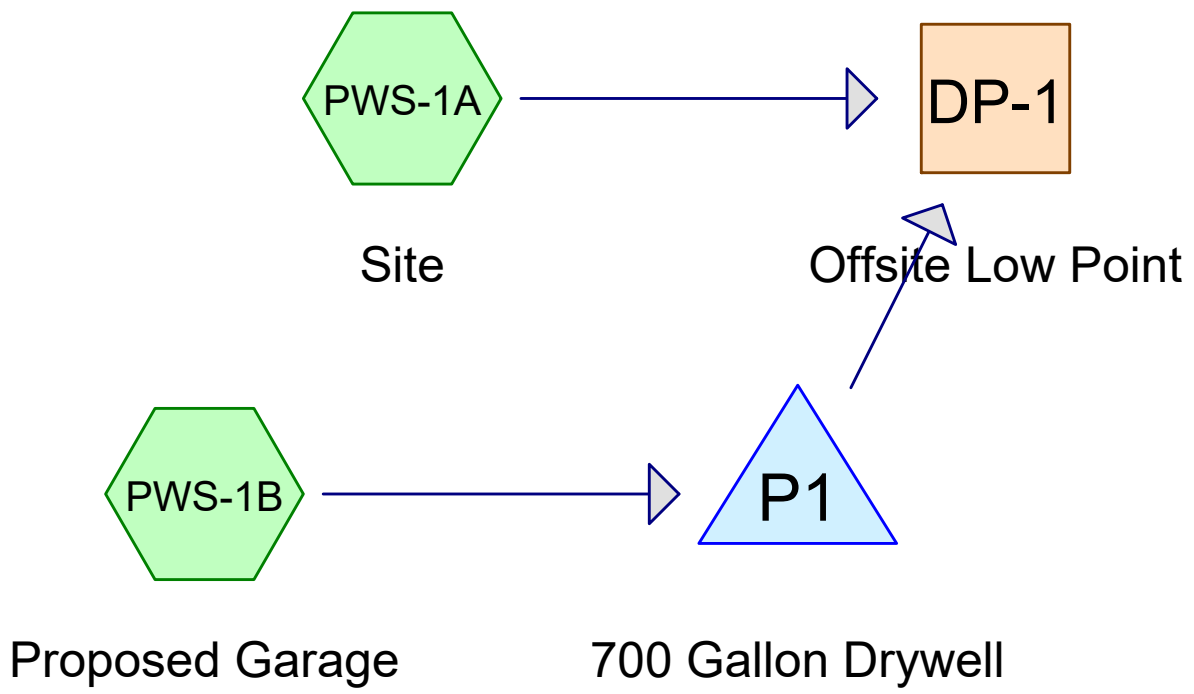 PWS-1A
DP-1
Site
Offsite Low Point
PWS-1B
P1
Proposed Garage
700 Gallon Drywell